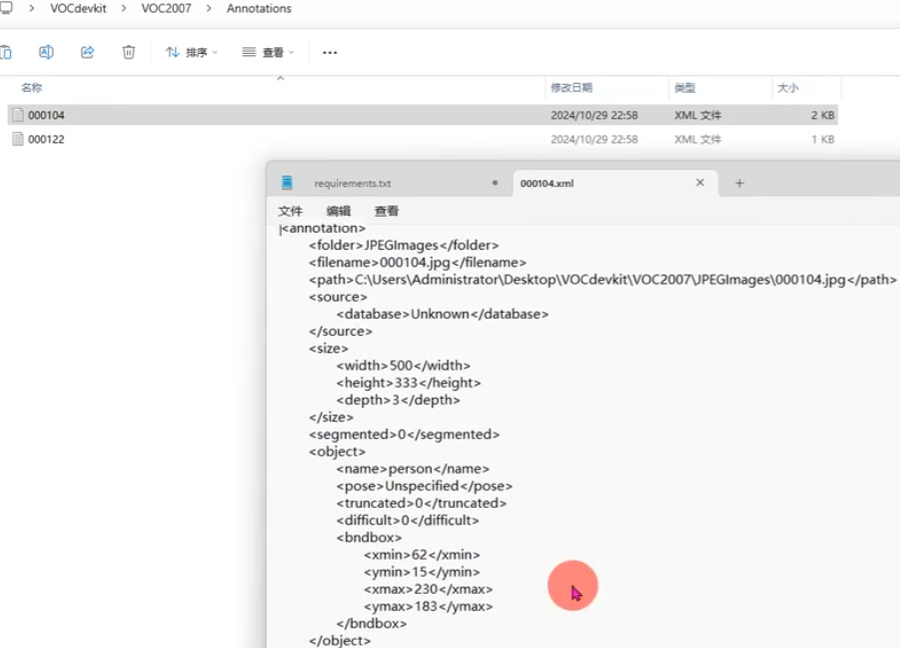 VOCdevkit > VOC2007 > Annotations
排序 查看 ...
名称 修改日期 类型 大小
000104 2024/10/29 22:58 XML 文件 2 KB
000122 2024/10/29 22:58 XML 文件 1 KB
requirements.txt 000104.xml
文件 编辑 查看
<annotation>
<folder>JPEGImages</folder>
<filename>000104.jpg</filename>
<path>C:\Users\Administrator\Desktop\VOCdevkit\VOC2007\JPEGImages\000104.jpg</path>
<source>
<database>Unknown</database>
</source>
<size>
<width>500</width>
<height>333</height>
<depth>3</depth>
</size>
<segmented>0</segmented>
<object>
<name>person</name>
<pose>Unspecified</pose>
<truncated>0</truncated>
<difficult>0</difficult>
<bndbox>
<xmin>62</xmin>
<ymin>15</ymin>
<xmax>230</xmax>
<ymax>183</ymax>
</bndbox>
</object>